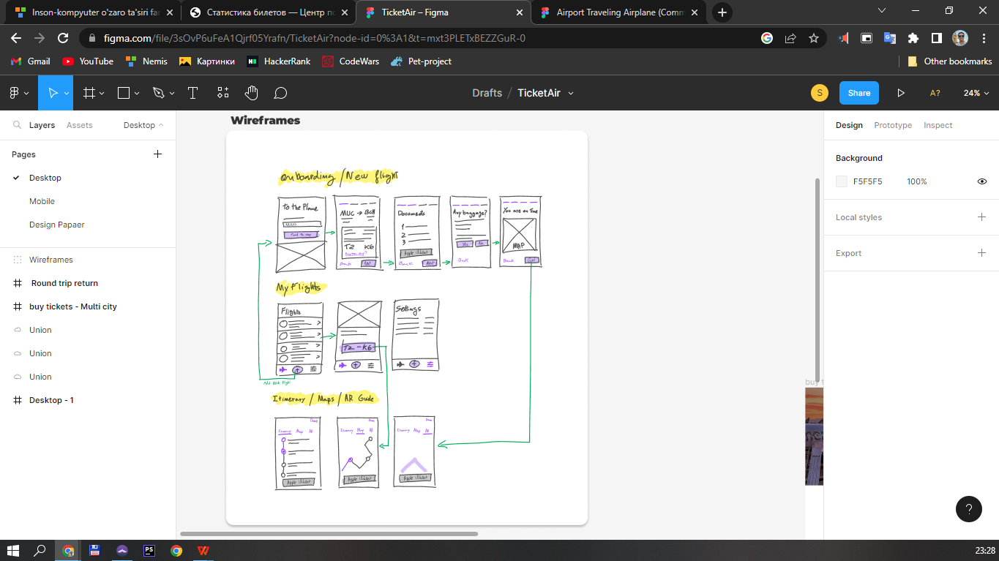 Inson-kompyuter o'zaro ta'siri fa
Статистика билетов — Центр по
TicketAir – Figma
Airport Traveling Airplane (Comm
figma.com/file/3sOvP6uFeA1Qjrf05Yrafn/TicketAir?node-id=0%3A1&t=mxt3PLETxBEZZGuR-0
Gmail
YouTube
Nemis
Картинки
HackerRank
CodeWars
Pet-project
Other bookmarks
Drafts / TicketAir
S
Share
A?
24%
Layers
Assets
Desktop
Pages
Desktop
Mobile
Design Papaer
Wireframes
Round trip return
buy tickets - Multi city
Union
Union
Union
Desktop - 1
Wireframes
Onboarding / New flight
To the Plane
MUC → BCN
T2 K6
Back
Documents
1
2
3
Apple Wallet
Back
Next
Any baggage?
Yes
No
Back
You are on time
MAP
Back
My Flights
Flights
T2 - K6
Settings
Add New Flight
Itinerary / Maps / AR Guide
Done
Itinerary Map AR
Apple Wallet
Done
Itinerary Map AR
Apple Wallet
Done
Itinerary Map AR
Apple Wallet
buy t
Design
Prototype
Inspect
Background
F5F5F5
100%
Local styles
Export
?
PS
23:28